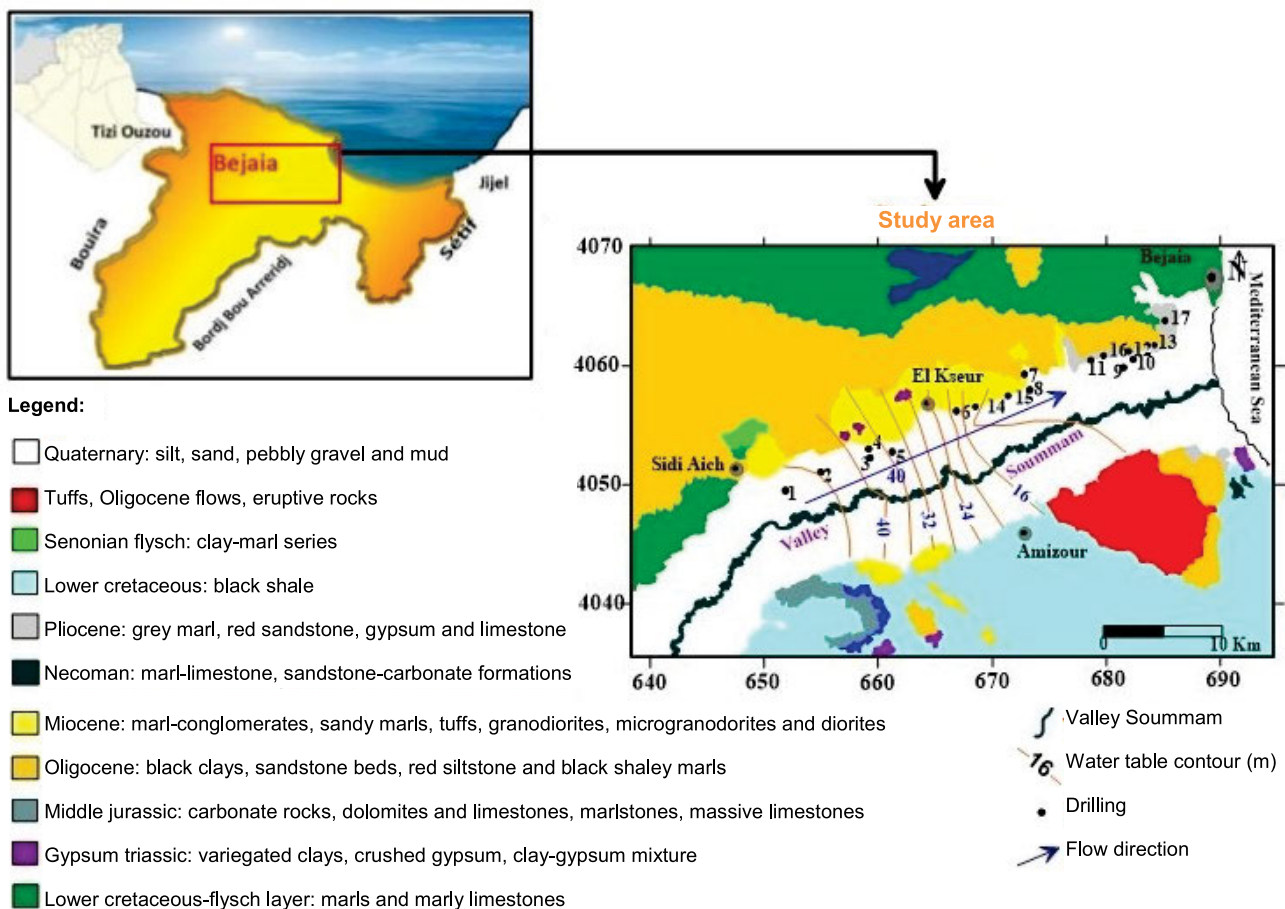 Tizi Ouzou
Bejaia
Jijel
Bouira
Sétif
Bordj Bou Arreridj
Study area
4070
4060
4050
4040
640
650
660
670
680
690
Bejaia
N
Mediterranean Sea
17
13
12
16
10
9
11
7
8
15
14
6
El Kseur
4
3
5
2
1
Sidi Aich
40
40
32
24
16
Valley
Soummam
Amizour
0
10 Km
Legend:
Quaternary: silt, sand, pebbly gravel and mud
Tuffs, Oligocene flows, eruptive rocks
Senonian flysch: clay-marl series
Lower cretaceous: black shale
Pliocene: grey marl, red sandstone, gypsum and limestone
Necoman: marl-limestone, sandstone-carbonate formations
Miocene: marl-conglomerates, sandy marls, tuffs, granodiorites, microgranodorites and diorites
Oligocene: black clays, sandstone beds, red siltstone and black shaley marls
Middle jurassic: carbonate rocks, dolomites and limestones, marlstones, massive limestones
Gypsum triassic: variegated clays, crushed gypsum, clay-gypsum mixture
Lower cretaceous-flysch layer: marls and marly limestones
Valley Soummam
16
Water table contour (m)
Drilling
Flow direction